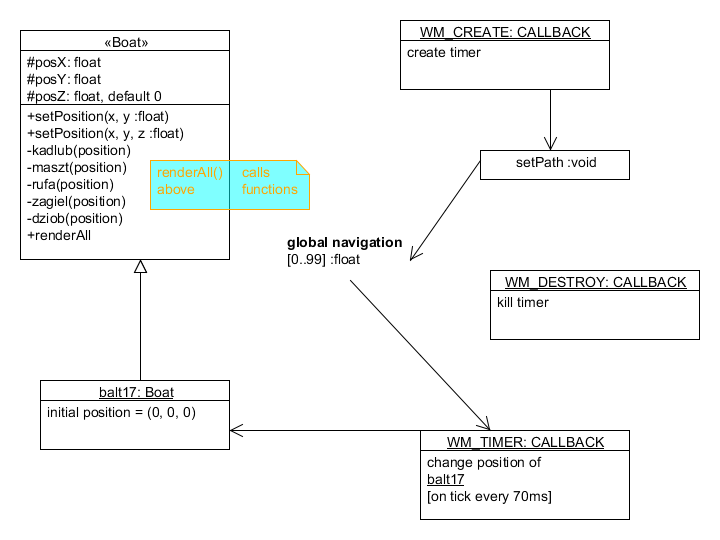 «Boat»
#posX: float
#posY: float
#posZ: float, default 0
+setPosition(x, y :float)
+setPosition(x, y, z :float)
-kadlub(position)
-maszt(position)
-rufa(position)
-zagiel(position)
-dziob(position)
+renderAll
renderAll() calls
above functions
WM_CREATE: CALLBACK
create timer
setPath :void
global navigation
[0..99] :float
WM_DESTROY: CALLBACK
kill timer
balt17: Boat
initial position = (0, 0, 0)
WM_TIMER: CALLBACK
change position of
balt17
[on tick every 70ms]